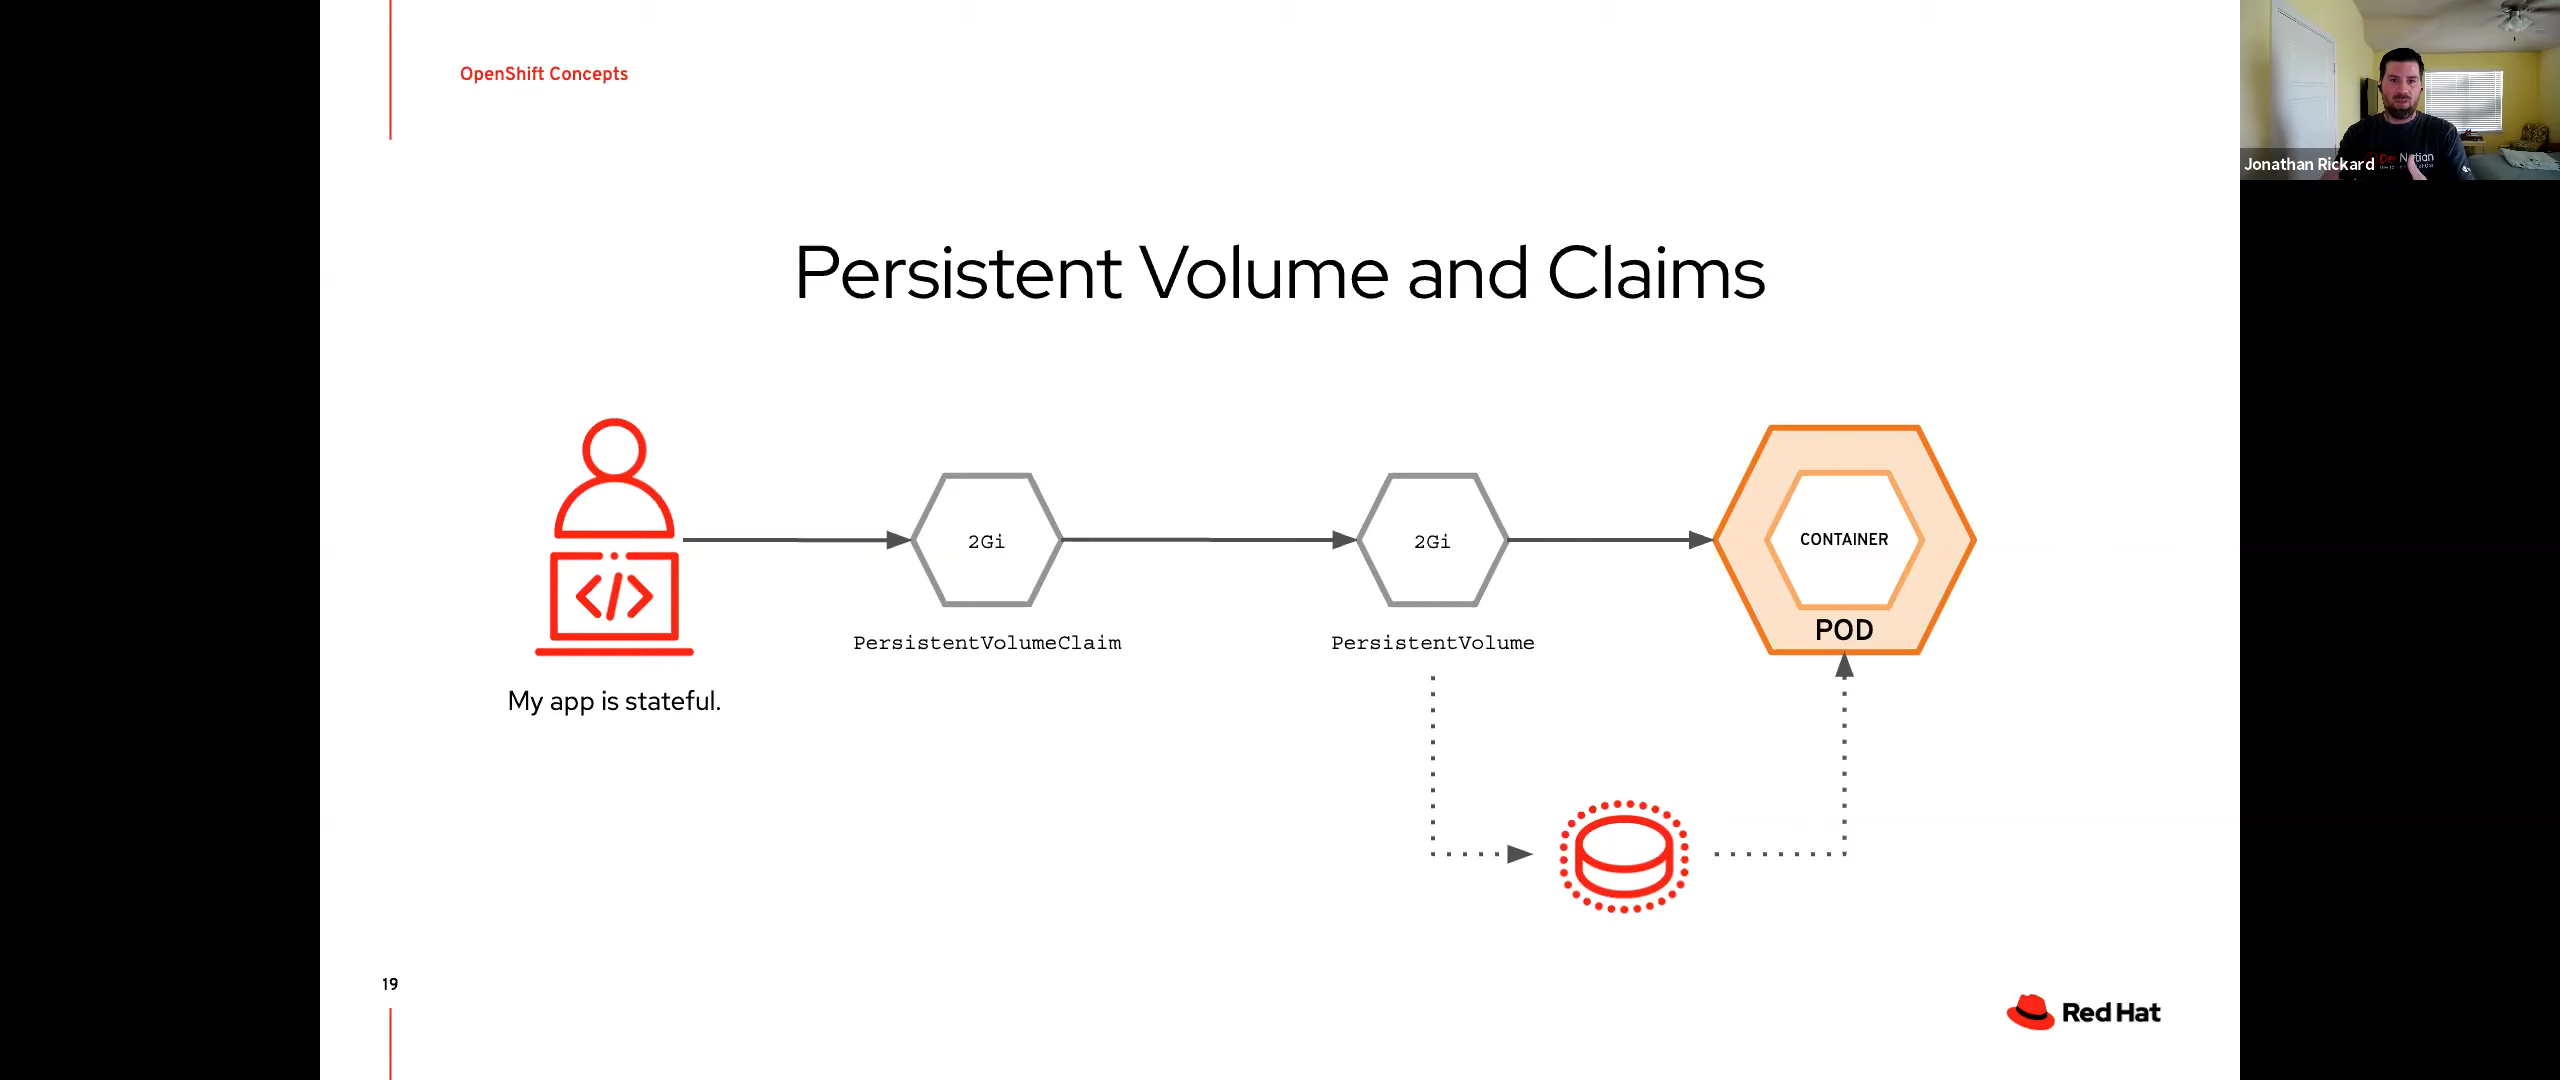 OpenShift Concepts
Jonathan Rickard
Persistent Volume and Claims
2Gi
2Gi
CONTAINER
POD
</>
PersistentVolumeClaim
PersistentVolume
My app is stateful.
19
Red Hat